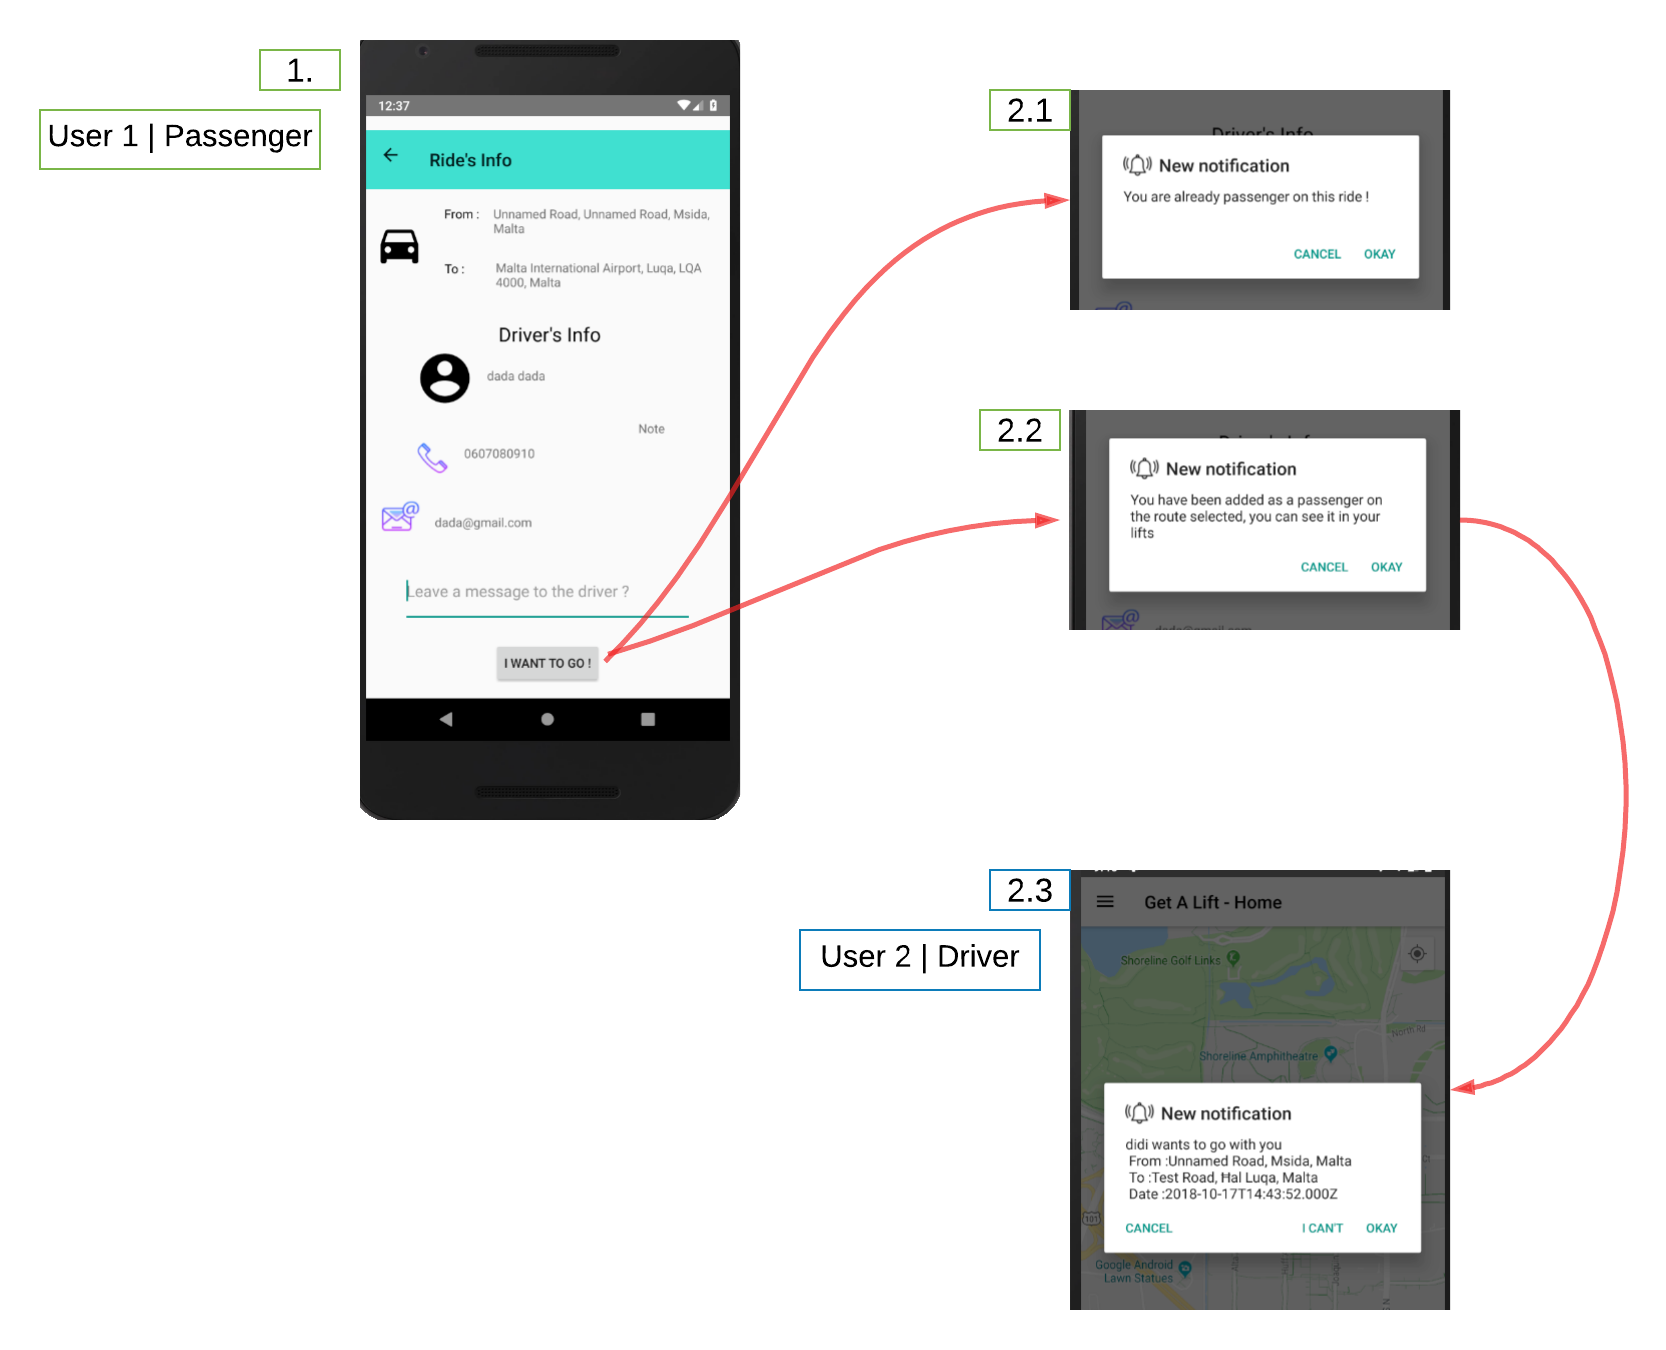 1.
User 1 | Passenger
12:37
Ride's Info
From :
Unnamed Road, Unnamed Road, Msida,
Malta
To :
Malta International Airport, Luqa, LQA
4000, Malta
Driver's Info
dada dada
Note
0607080910
dada@gmail.com
Leave a message to the driver ?
I WANT TO GO !
2.1
Driver's Info
New notification
You are already passenger on this ride !
CANCEL OKAY
2.2
New notification
You have been added as a passenger on
the route selected, you can see it in your
lifts
CANCEL OKAY
dada@gmail.com
2.3
User 2 | Driver
Get A Lift - Home
Shoreline Golf Links
North Rd
Shoreline Amphitheatre
New notification
didi wants to go with you
From :Unnamed Road, Msida, Malta
To :Test Road, Ħal Luqa, Malta
Date :2018-10-17T14:43:52.000Z
101
CANCEL I CAN'T OKAY
Google Android
Lawn Statues